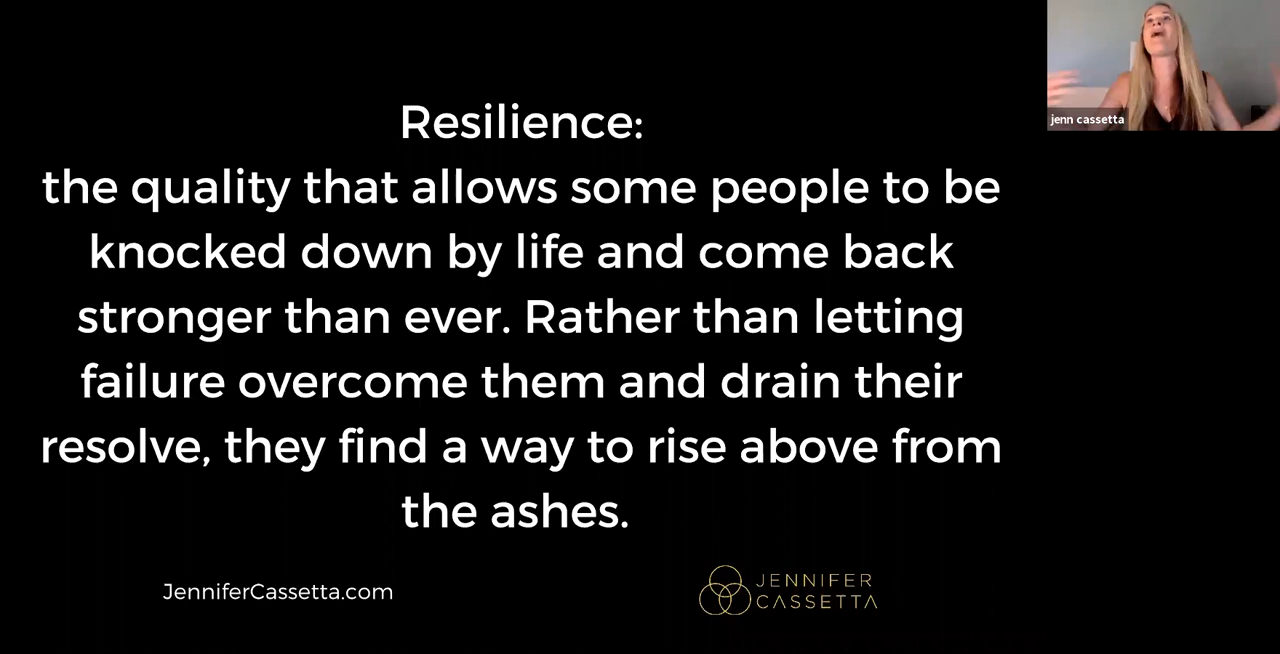 Resilience:
the quality that allows some people to be
knocked down by life and come back
stronger than ever. Rather than letting
failure overcome them and drain their
resolve, they find a way to rise above from
the ashes.
JenniferCassetta.com
JENNIFER
CASSETTA
jenn cassetta